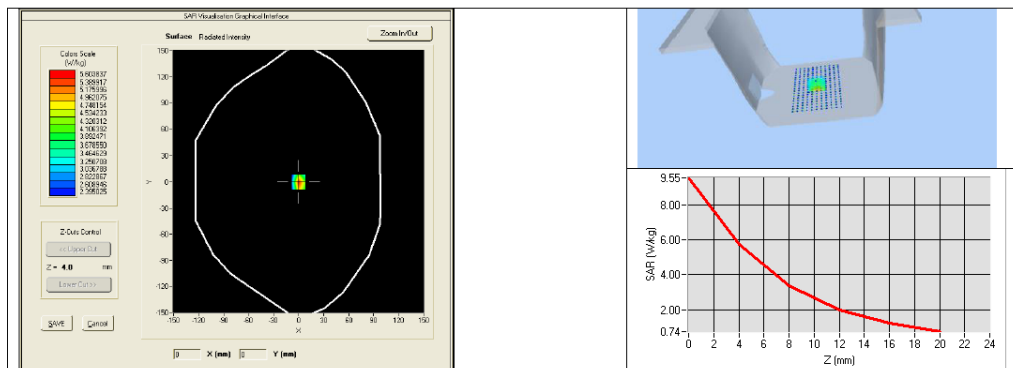 SAR Visualisation Graphical Interface
Surface Radiated Intensity
Zoom In/Out
Colors Scale
(W/kg)
5.603837
5.389917
5.175996
4.962075
4.748154
4.534233
4.320312
4.106392
3.892471
3.678550
3.464629
3.250708
3.036788
2.822867
2.608946
2.395025
150
120
90
60
30
0
-30
-60
-90
-120
-150
Y
-150 -120 -90 -60 -30 0 30 60 90 120 150
X
Z-Cuts Control
<< Upper Cut
Z = 4.0 mm
Lower Cut >>
SAVE Cancel
0 X (mm) 0 Y (mm)
9.55
8.00
6.00
4.00
2.00
0.74
SAR (W/kg)
0 2 4 6 8 10 12 14 16 18 20 22 24
Z (mm)